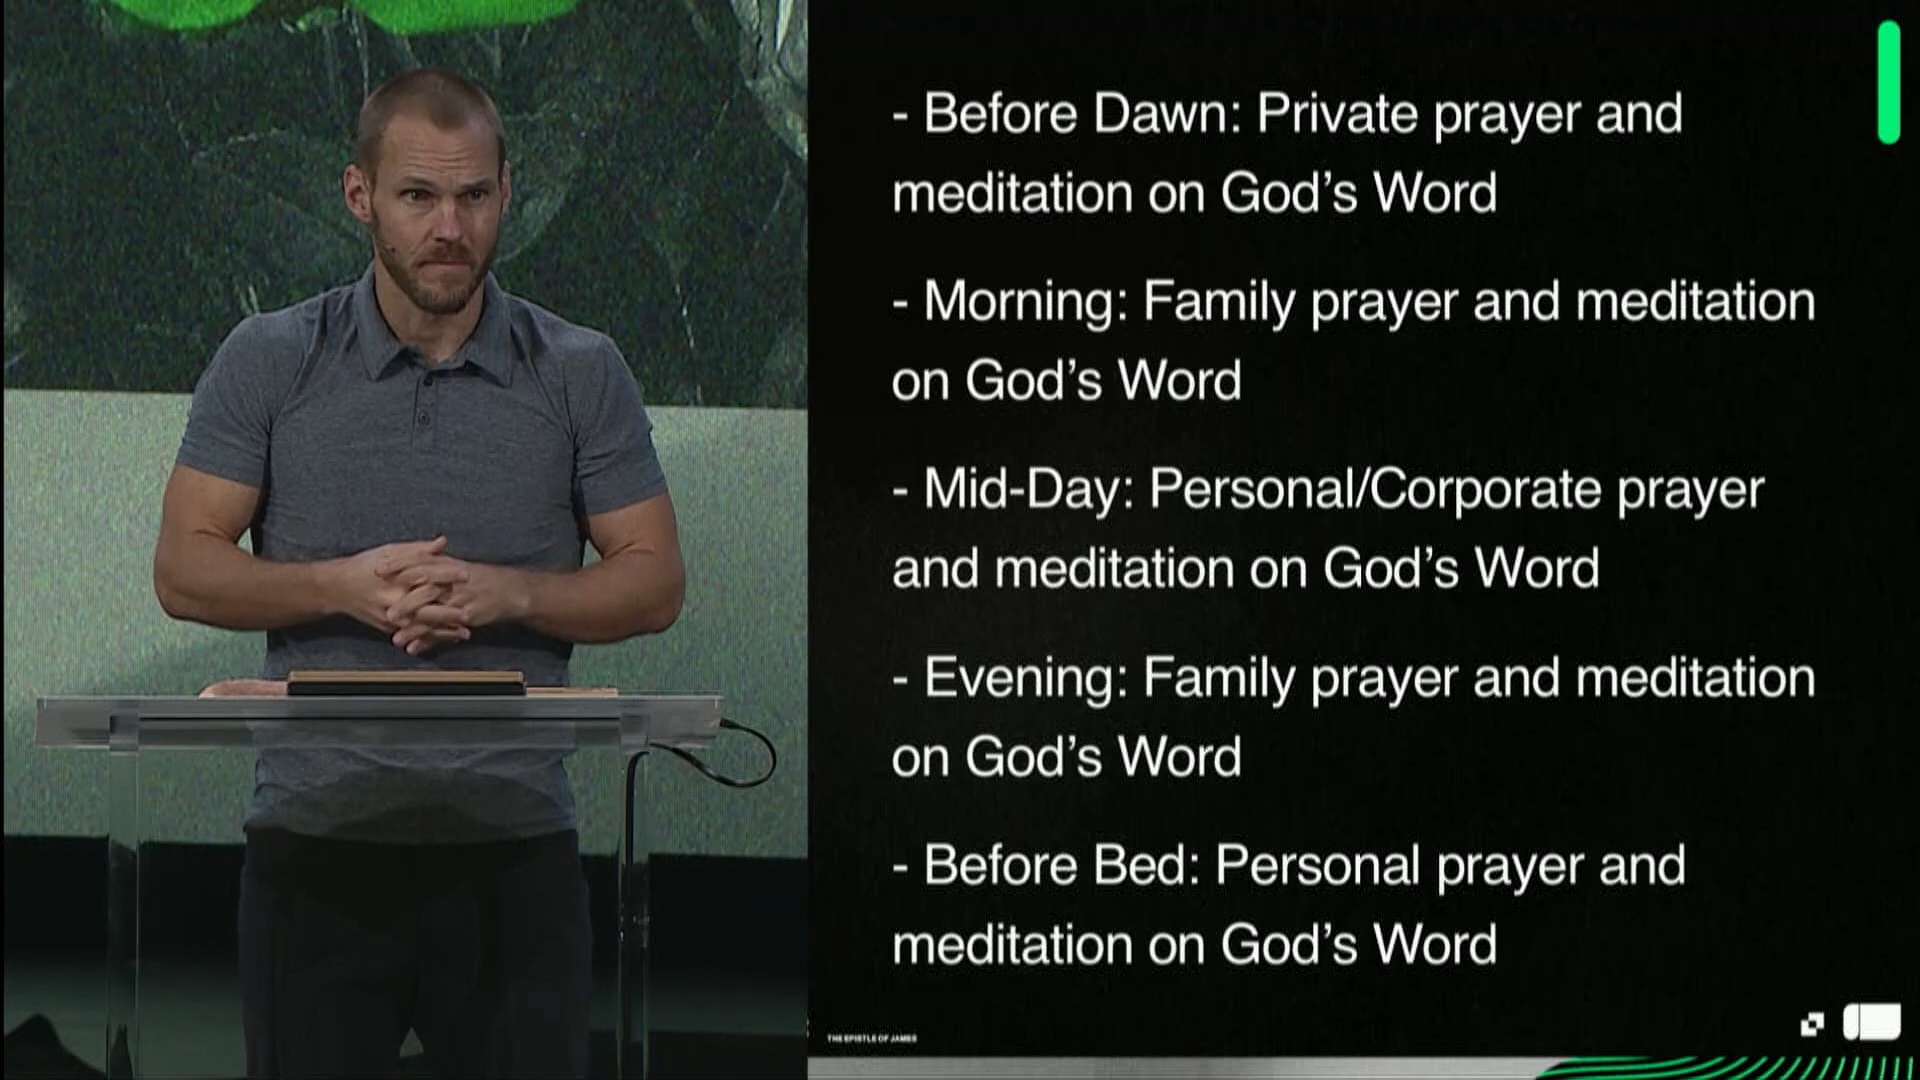 - Before Dawn: Private prayer and
meditation on God’s Word
- Morning: Family prayer and meditation
on God’s Word
- Mid-Day: Personal/Corporate prayer
and meditation on God’s Word
- Evening: Family prayer and meditation
on God’s Word
- Before Bed: Personal prayer and
meditation on God’s Word
THE EPISTLE OF JAMES